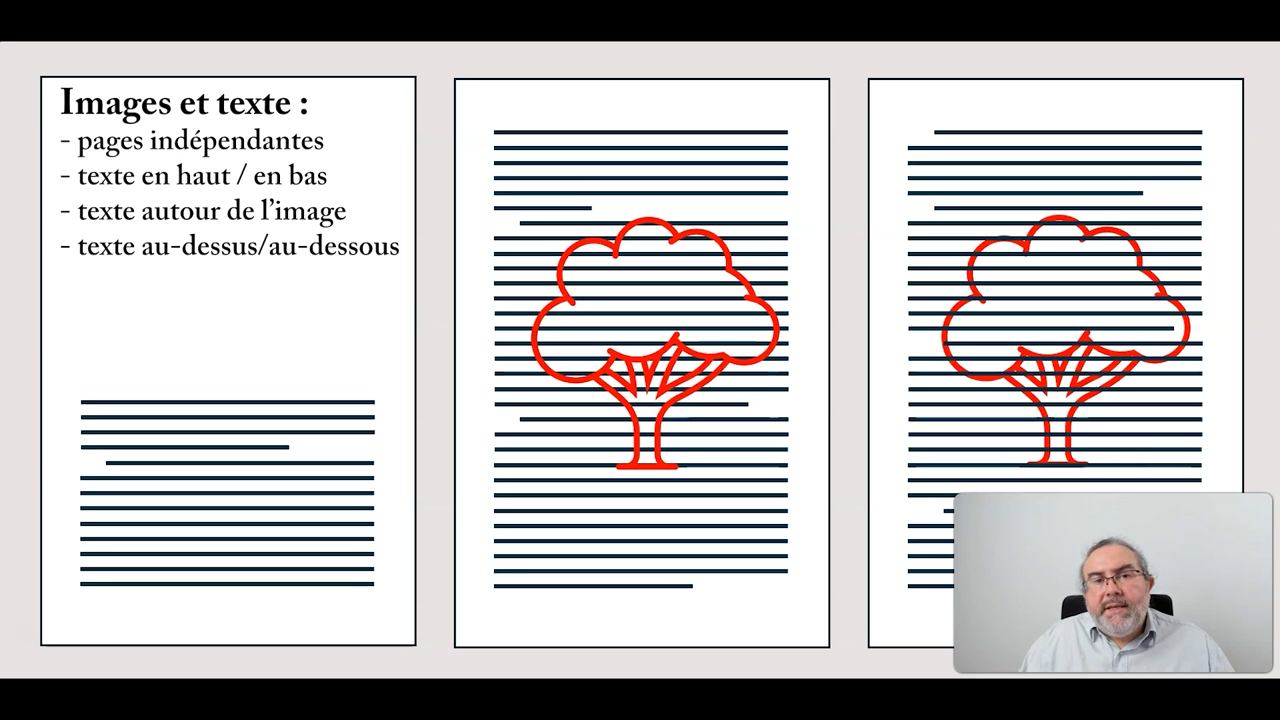 Images et texte :
- pages indépendantes
- texte en haut / en bas
- texte autour de l’image
- texte au-dessus/au-dessous